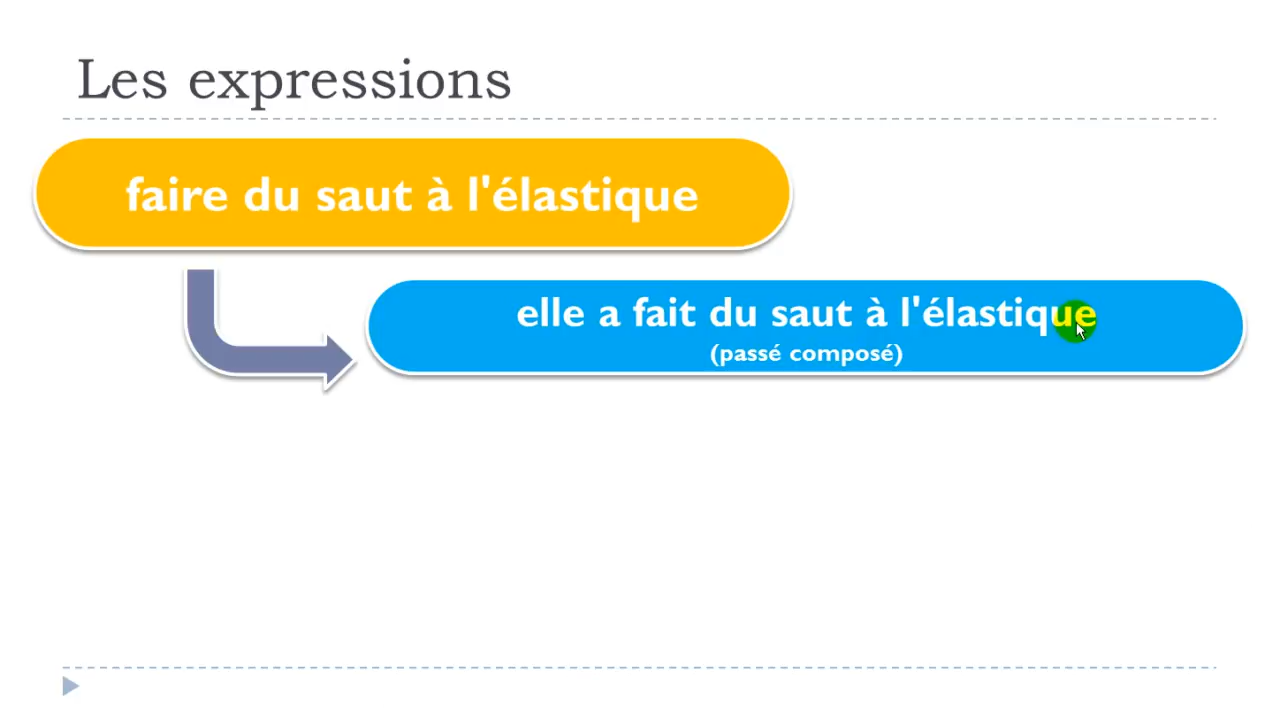 Les expressions
faire du saut à l'élastique
elle a fait du saut à l'élastique
(passé composé)